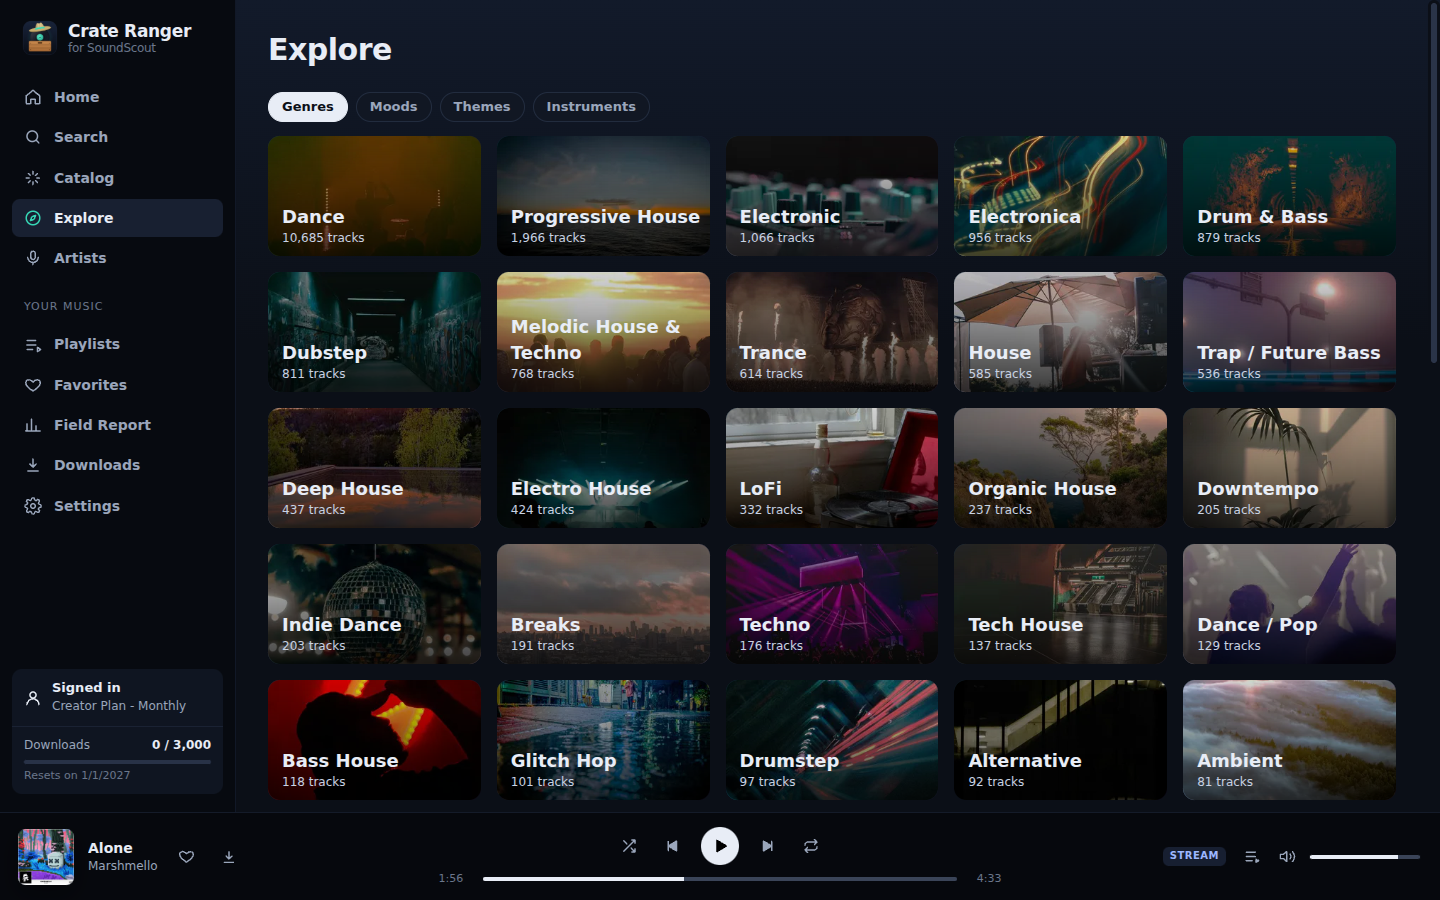 Crate Ranger
for SoundScout
Home
Search
Catalog
Explore
Artists
YOUR MUSIC
Playlists
Favorites
Field Report
Downloads
Settings
Signed in
Creator Plan - Monthly
Downloads 0 / 3,000
Resets on 1/1/2027
Explore
Genres Moods Themes Instruments
Dance
10,685 tracks
Progressive House
1,966 tracks
Electronic
1,066 tracks
Electronica
956 tracks
Drum & Bass
879 tracks
Dubstep
811 tracks
Melodic House &
Techno
768 tracks
Trance
614 tracks
House
585 tracks
Trap / Future Bass
536 tracks
Deep House
437 tracks
Electro House
424 tracks
LoFi
332 tracks
Organic House
237 tracks
Downtempo
205 tracks
Indie Dance
203 tracks
Breaks
191 tracks
Techno
176 tracks
Tech House
137 tracks
Dance / Pop
129 tracks
Bass House
118 tracks
Glitch Hop
101 tracks
Drumstep
97 tracks
Alternative
92 tracks
Ambient
81 tracks
Alone
Marshmello
1:56
4:33
STREAM